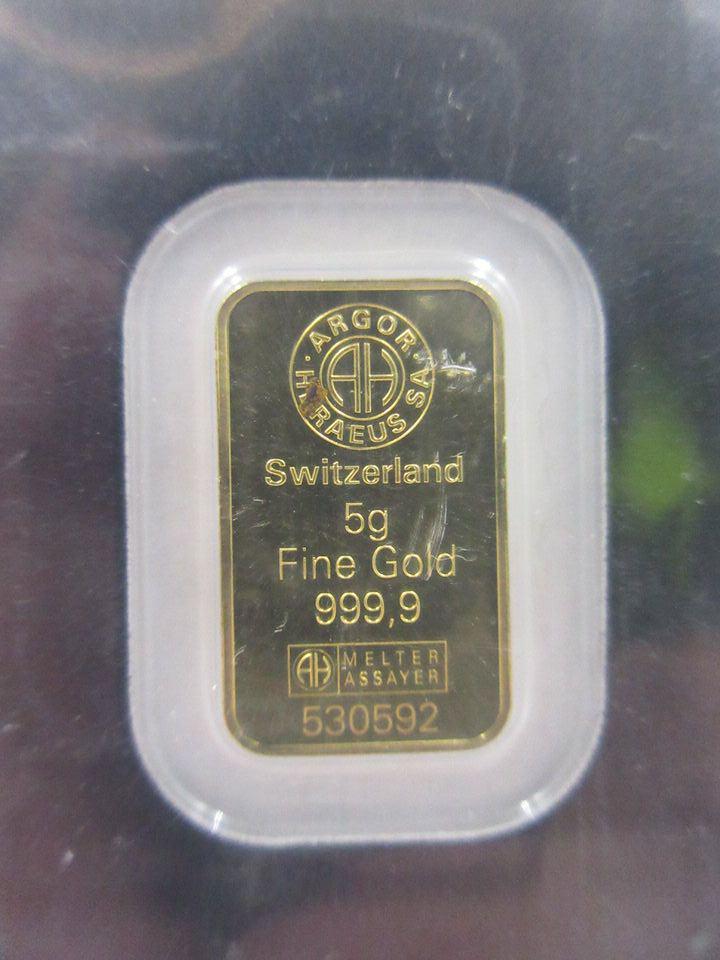 ARGOR HERAEUS SA
AH
Switzerland
5g
Fine Gold
999,9
AH MELTER
ASSAYER
530592